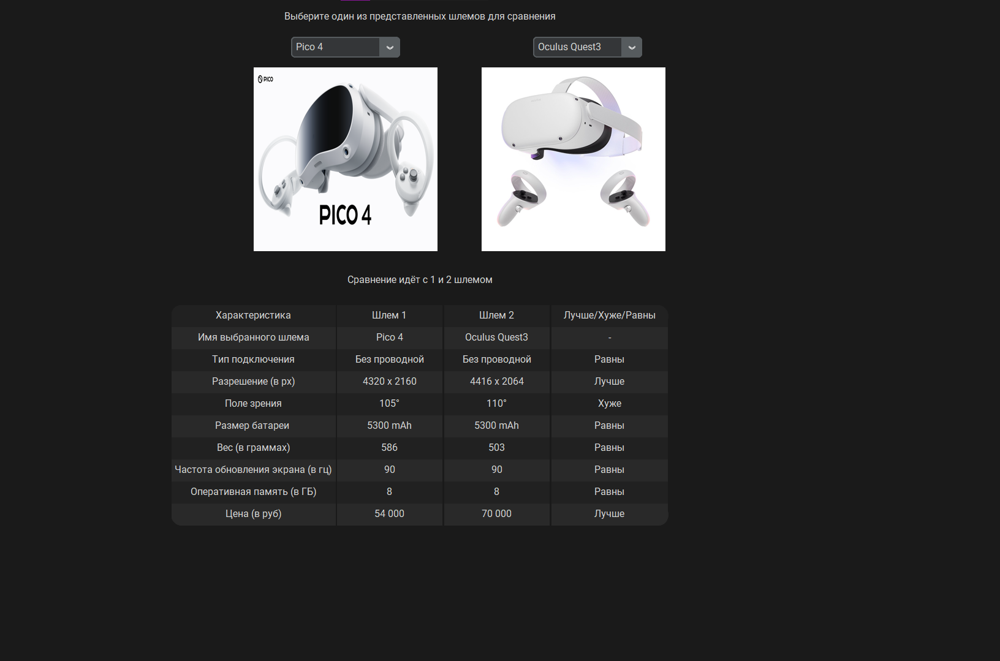 Выберите один из представленных шлемов для сравнения
Pico 4
Oculus Quest3
PICO
PICO 4
Сравнение идёт с 1 и 2 шлемом
Характеристика Шлем 1 Шлем 2 Лучше/Хуже/Равны
Имя выбранного шлема Pico 4 Oculus Quest3 -
Тип подключения Без проводной Без проводной Равны
Разрешение (в px) 4320 x 2160 4416 x 2064 Лучше
Поле зрения 105° 110° Хуже
Размер батареи 5300 mAh 5300 mAh Равны
Вес (в граммах) 586 503 Равны
Частота обновления экрана (в гц) 90 90 Равны
Оперативная память (в ГБ) 8 8 Равны
Цена (в руб) 54 000 70 000 Лучше